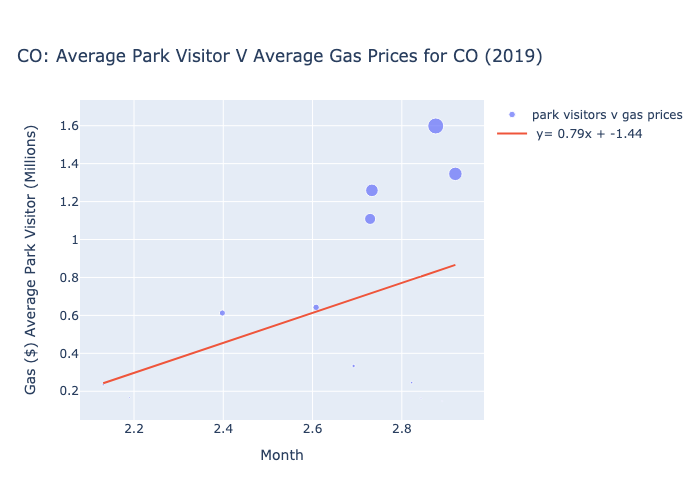 CO: Average Park Visitor V Average Gas Prices for CO (2019)
park visitors v gas prices
y= 0.79x + -1.44
Gas ($) Average Park Visitor (Millions)
1.6
1.4
1.2
1
0.8
0.6
0.4
0.2
2.2 2.4 2.6 2.8
Month